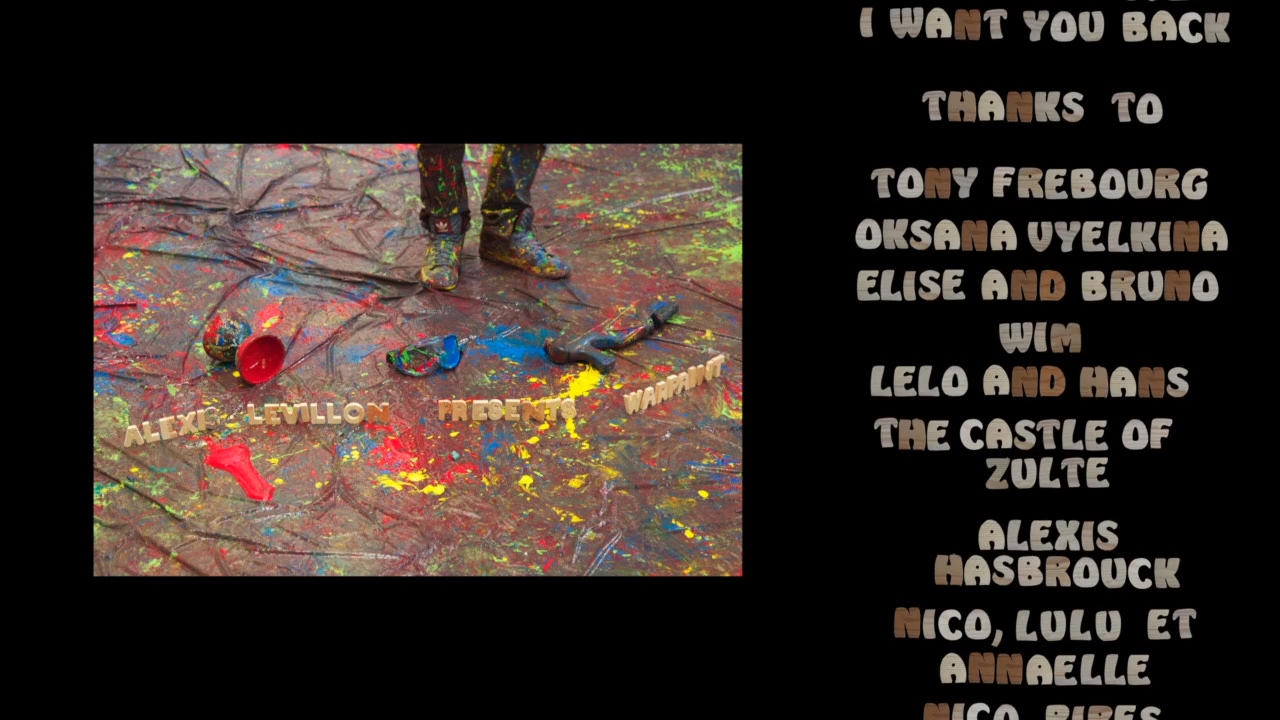 ALEXIS LEVILLON PRESENTS WARPAINT
I WANT YOU BACK
THANKS TO
TONY FREBOURG
OKSANA VYELKINA
ELISE AND BRUNO
WIM
LELO AND HANS
THE CASTLE OF
ZULTE
ALEXIS
HASBROUCK
NICO, LULU ET
ANNAELLE
NICO